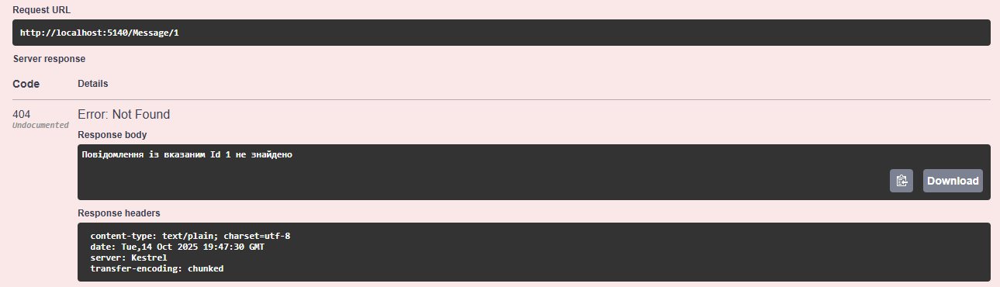 Request URL
http://localhost:5140/Message/1
Server response
Code Details
404 Error: Not Found
Undocumented
Response body
Повідомлення із вказаним Id 1 не знайдено
Download
Response headers
content-type: text/plain; charset=utf-8
date: Tue,14 Oct 2025 19:47:30 GMT
server: Kestrel
transfer-encoding: chunked